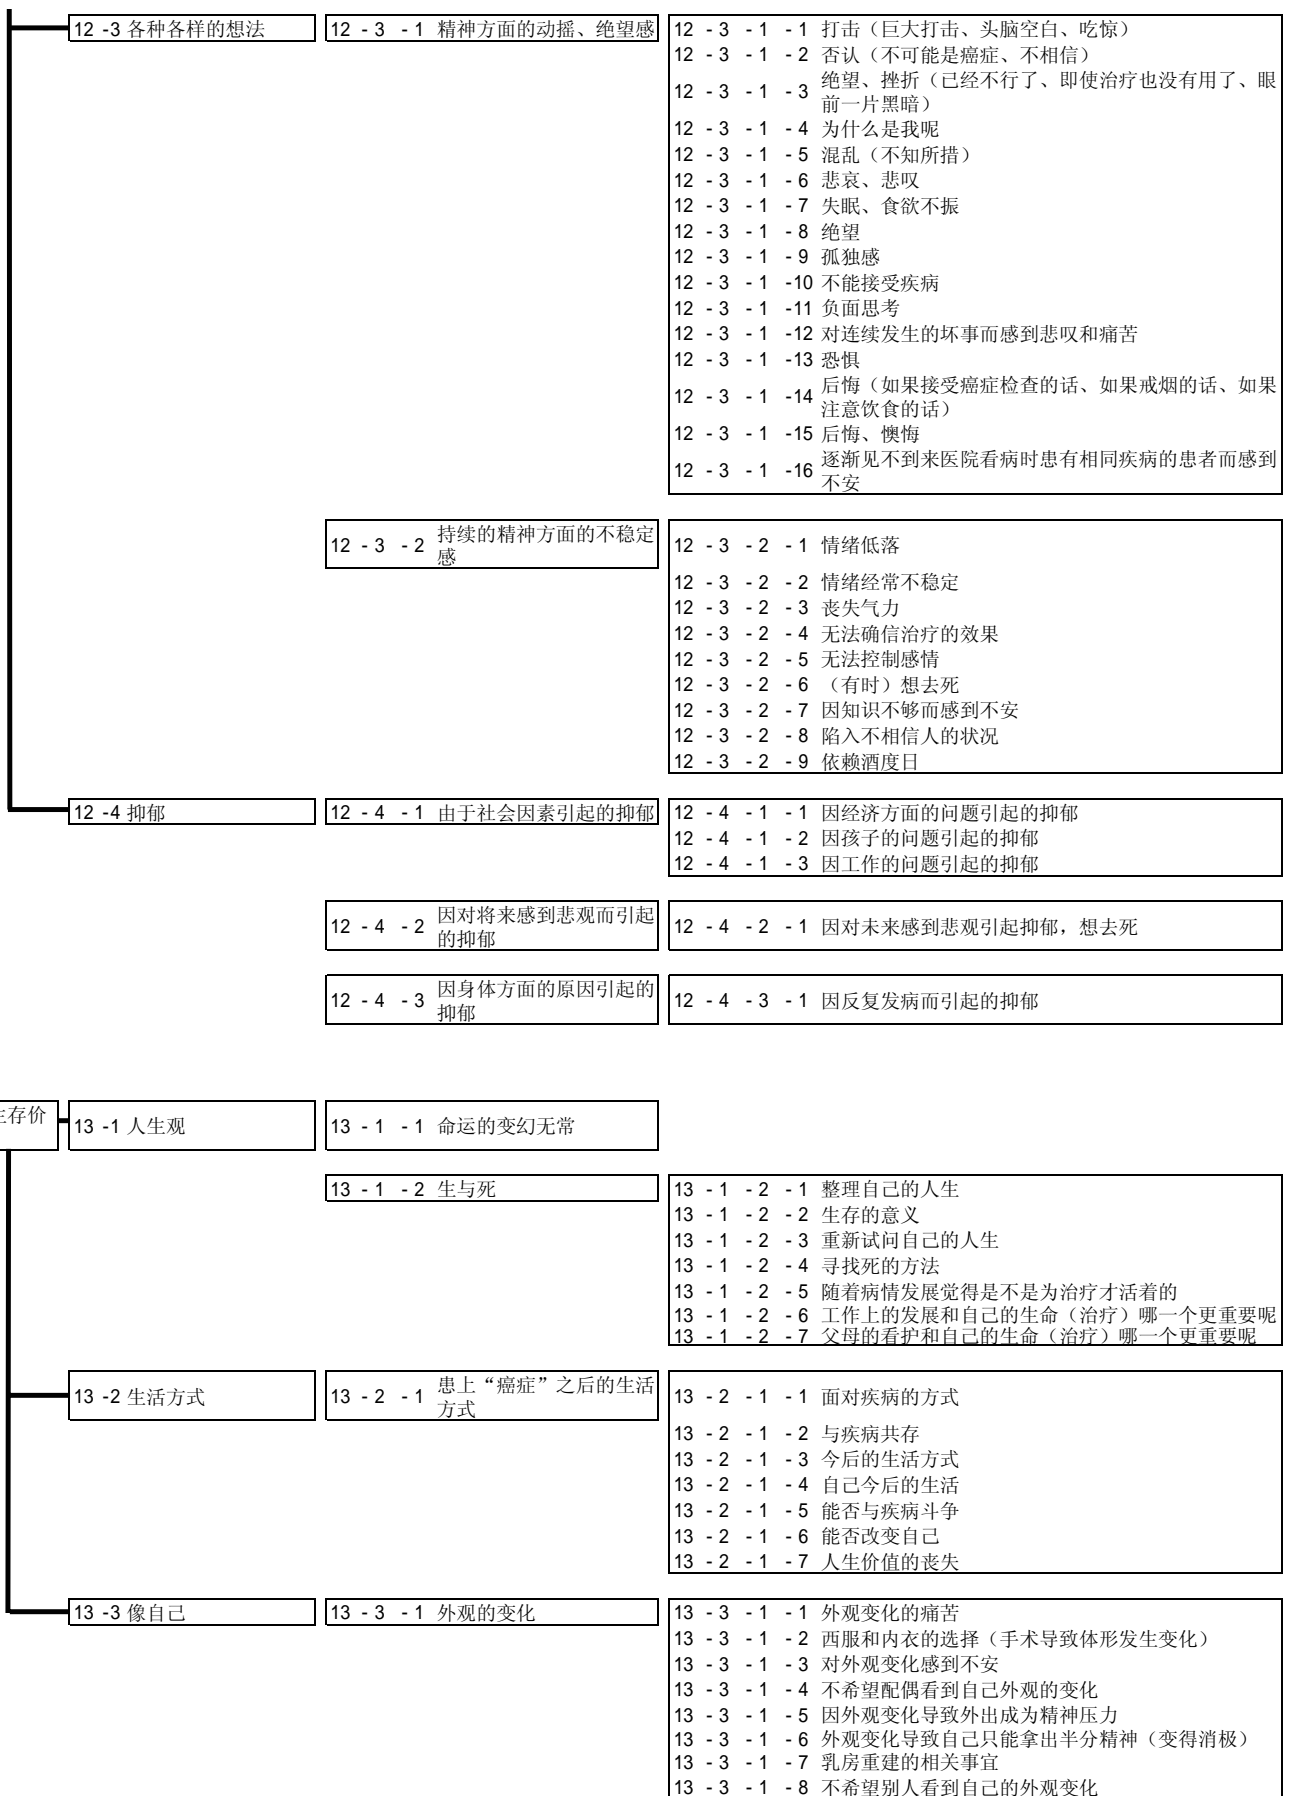 12 -3 各种各样的想法
12 - 3 - 1 精神方面的动摇、绝望感
12 - 3 - 1 - 1 打击（巨大打击、头脑空白、吃惊）
12 - 3 - 1 - 2 否认（不可能是癌症、不相信）
12 - 3 - 1 - 3 绝望、挫折（已经不行了、即使治疗也没有用了、眼
前一片黑暗）
12 - 3 - 1 - 4 为什么是我呢
12 - 3 - 1 - 5 混乱（不知所措）
12 - 3 - 1 - 6 悲哀、悲叹
12 - 3 - 1 - 7 失眠、食欲不振
12 - 3 - 1 - 8 绝望
12 - 3 - 1 - 9 孤独感
12 - 3 - 1 -10 不能接受疾病
12 - 3 - 1 -11 负面思考
12 - 3 - 1 -12 对连续发生的坏事而感到悲叹和痛苦
12 - 3 - 1 -13 恐惧
12 - 3 - 1 -14 后悔（如果接受癌症检查的话、如果戒烟的话、如果
注意饮食的话）
12 - 3 - 1 -15 后悔、懊悔
12 - 3 - 1 -16 逐渐见不到来医院看病时患有相同疾病的患者而感到
不安
12 - 3 - 2 持续的精神方面的不稳定
感
12 - 3 - 2 - 1 情绪低落
12 - 3 - 2 - 2 情绪经常不稳定
12 - 3 - 2 - 3 丧失气力
12 - 3 - 2 - 4 无法确信治疗的效果
12 - 3 - 2 - 5 无法控制感情
12 - 3 - 2 - 6 （有时）想去死
12 - 3 - 2 - 7 因知识不够而感到不安
12 - 3 - 2 - 8 陷入不相信人的状况
12 - 3 - 2 - 9 依赖酒度日
12 -4 抑郁
12 - 4 - 1 由于社会因素引起的抑郁
12 - 4 - 1 - 1 因经济方面的问题引起的抑郁
12 - 4 - 1 - 2 因孩子的问题引起的抑郁
12 - 4 - 1 - 3 因工作的问题引起的抑郁
12 - 4 - 2 因对将来感到悲观而引起
的抑郁
12 - 4 - 2 - 1 因对未来感到悲观引起抑郁，想去死
12 - 4 - 3 因身体方面的原因引起的
抑郁
12 - 4 - 3 - 1 因反复发病而引起的抑郁
生存价
13 -1 人生观
13 - 1 - 1 命运的变幻无常
13 - 1 - 2 生与死
13 - 1 - 2 - 1 整理自己的人生
13 - 1 - 2 - 2 生存的意义
13 - 1 - 2 - 3 重新试问自己的人生
13 - 1 - 2 - 4 寻找死的方法
13 - 1 - 2 - 5 随着病情发展觉得是不是为治疗才活着的
13 - 1 - 2 - 6 工作上的发展和自己的生命（治疗）哪一个更重要呢
13 - 1 - 2 - 7 父母的看护和自己的生命（治疗）哪一个更重要呢
13 -2 生活方式
13 - 2 - 1 患上“癌症”之后的生活
方式
13 - 2 - 1 - 1 面对疾病的方式
13 - 2 - 1 - 2 与疾病共存
13 - 2 - 1 - 3 今后的生活方式
13 - 2 - 1 - 4 自己今后的生活
13 - 2 - 1 - 5 能否与疾病斗争
13 - 2 - 1 - 6 能否改变自己
13 - 2 - 1 - 7 人生价值的丧失
13 -3 像自己
13 - 3 - 1 外观的变化
13 - 3 - 1 - 1 外观变化的痛苦
13 - 3 - 1 - 2 西服和内衣的选择（手术导致体形发生变化）
13 - 3 - 1 - 3 对外观变化感到不安
13 - 3 - 1 - 4 不希望配偶看到自己外观的变化
13 - 3 - 1 - 5 因外观变化导致外出成为精神压力
13 - 3 - 1 - 6 外观变化导致自己只能拿出半分精神（变得消极）
13 - 3 - 1 - 7 乳房重建的相关事宜
13 - 3 - 1 - 8 不希望别人看到自己的外观变化